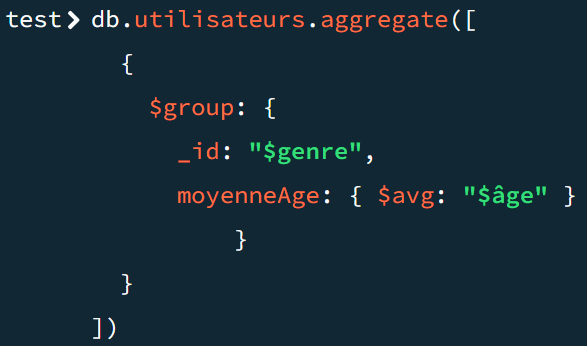 test> db.utilisateurs.aggregate([
{
$group: {
_id: "$genre",
moyenneAge: { $avg: "$âge" }
}
}
])